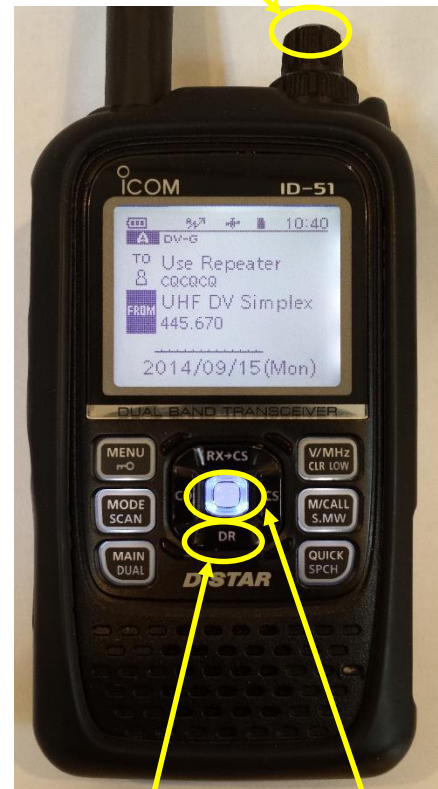 ICOM
ID-51
10:40
A DV-G
TO Use Repeater
CQCQCQ
FROM UHF DV Simplex
445.670
2014/09/15(Mon)
DUAL BAND TRANSCEIVER
MENU
RX→CS
V/MHz
CLR LOW
CD
CS
MODE
SCAN
M/CALL
S.MW
DR
MAIN
DUAL
QUICK
SPCH
D-STAR